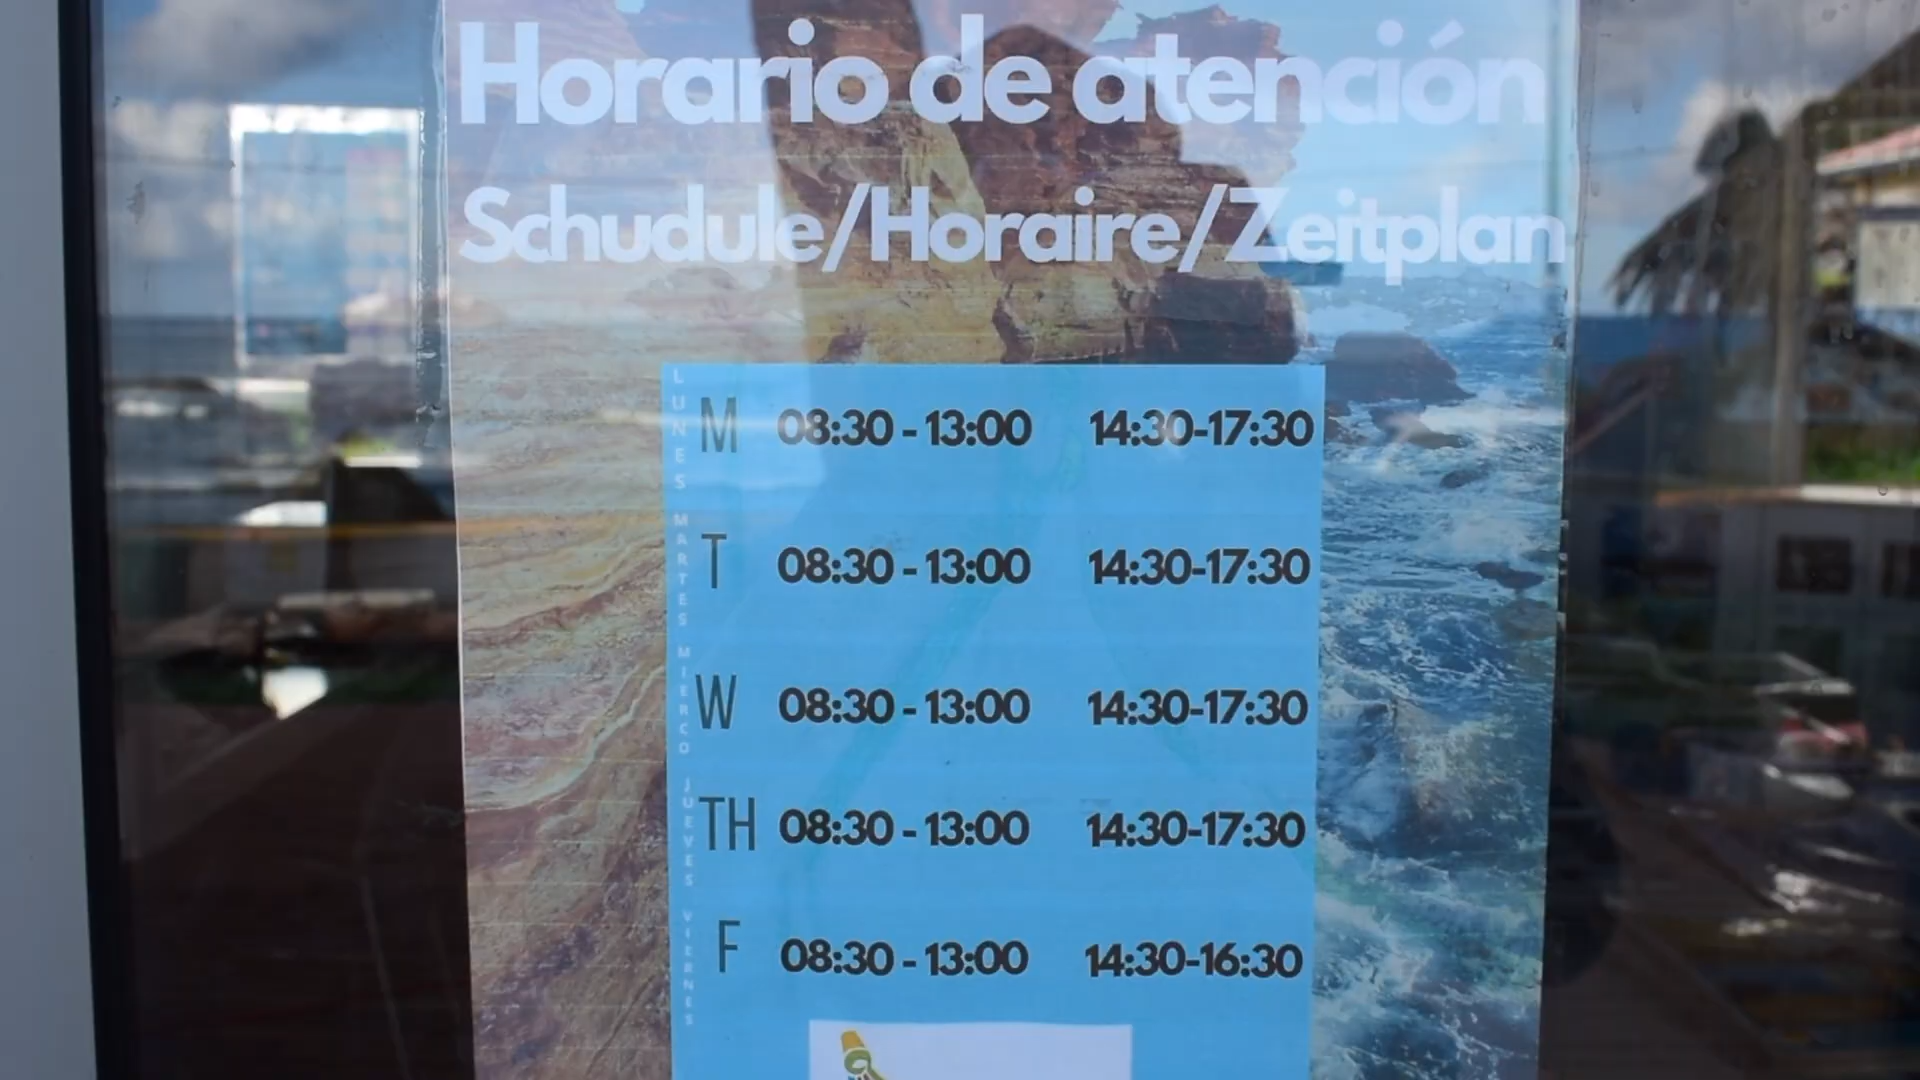 Horario de atención
Schudule/Horaire/Zeitplan
LUNES
M 08:30 - 13:00 14:30-17:30
MARTES
T 08:30 - 13:00 14:30-17:30
MIERCO
W 08:30 - 13:00 14:30-17:30
JUEVES
TH 08:30 - 13:00 14:30-17:30
VIERNES
F 08:30 - 13:00 14:30-16:30